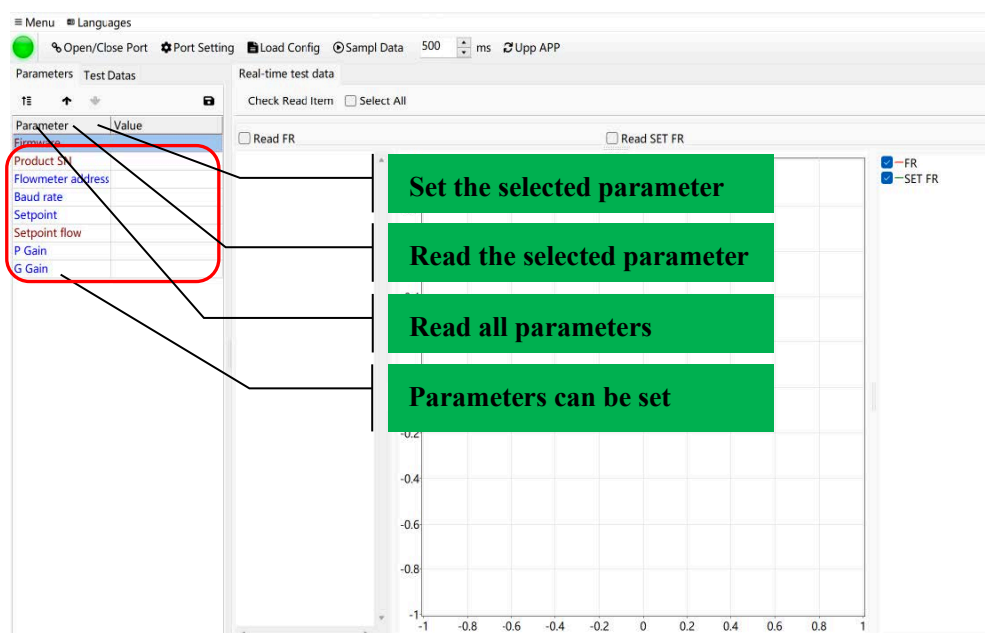 Menu Languages
Open/Close Port Port Setting Load Config Sampl Data 500 ms Upp APP
Parameters Test Datas Real-time test data
Check Read Item Select All
Parameter Value
Firmware
Read FR Read SET FR
Product SN
Flowmeter address
Baud rate
Setpoint
Setpoint flow
P Gain
G Gain
Set the selected parameter
Read the selected parameter
Read all parameters
Parameters can be set
FR
SET FR
-0.2
-0.4
-0.6
-0.8
-1
-1 -0.8 -0.6 -0.4 -0.2 0 0.2 0.4 0.6 0.8 1